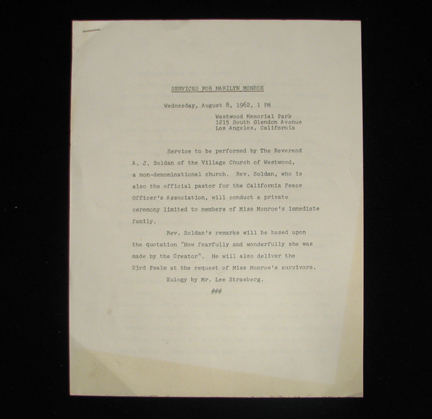 SERVICES FOR MARILYN MONROE
Wednesday, August 8, 1962, 1 PM
Westwood Memorial Park
1215 South Glendon Avenue
Los Angeles, California
Service to be performed by The Reverend
A. J. Soldan of the Village Church of Westwood,
a non-denominational church. Rev. Soldan, who is
also the official pastor for the California Peace
Officer's Association, will conduct a private
ceremony limited to members of Miss Monroe's immediate
family.
Rev. Soldan's remarks will be based upon
the quotation "How fearfully and wonderfully she was
made by the Creator". He will also deliver the
23rd Psalm at the request of Miss Monroe's survivors.
Eulogy by Mr. Lee Strasberg.
###